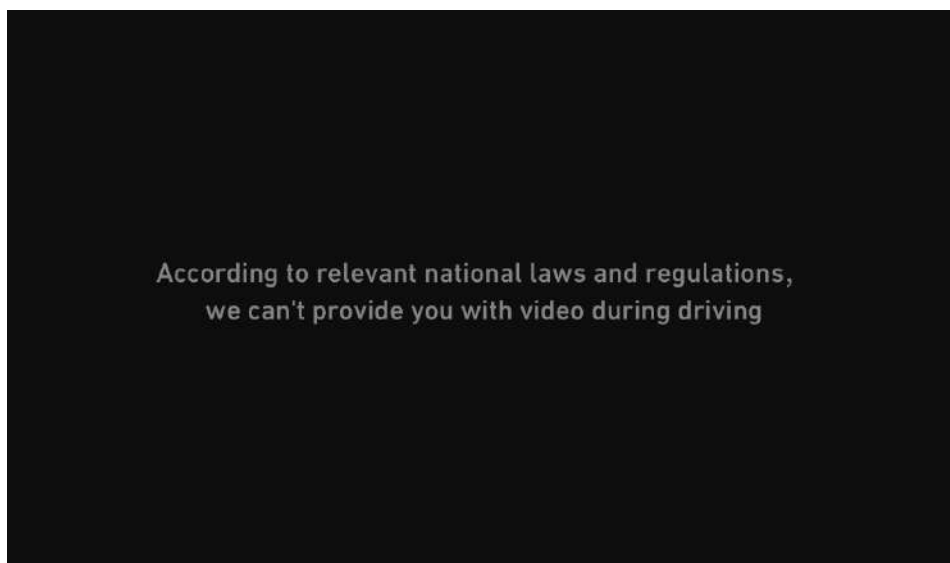 According to relevant national laws and regulations,
we can't provide you with video during driving